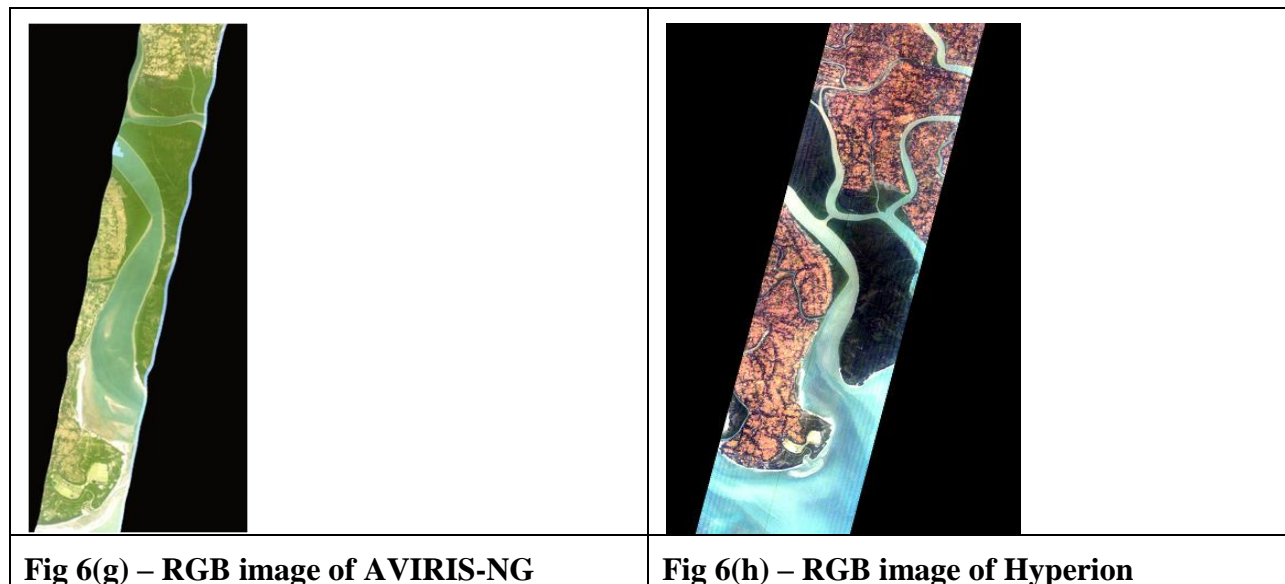 Fig 6(g) – RGB image of AVIRIS-NG
Fig 6(h) – RGB image of Hyperion